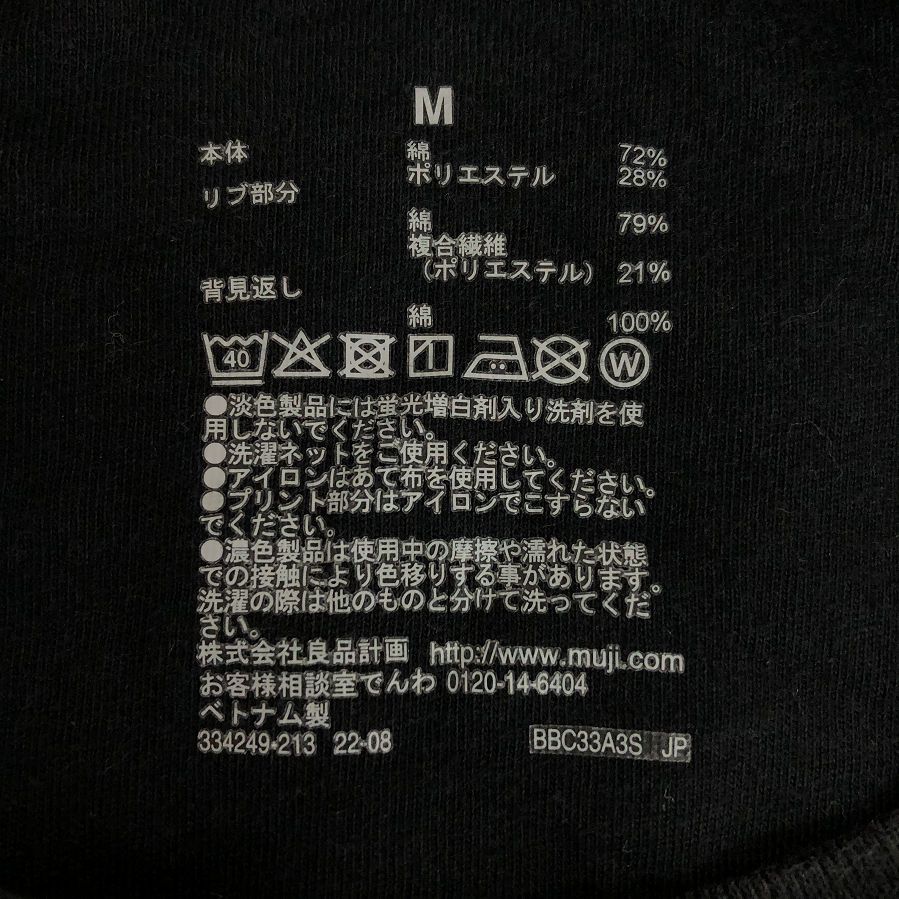 M
本体 綿 72%
ポリエステル 28%
リブ部分
綿 79%
複合繊維
(ポリエステル) 21%
背見返し
綿 100%
40 W
●淡色製品には蛍光増白剤入り洗剤を使
用しないでください。
●洗濯ネットをご使用ください。
●アイロンはあて布を使用してください。
●プリント部分はアイロンでこすらない
でください。
●濃色製品は使用中の摩擦や濡れた状態
での接触により色移りする事があります。
洗濯の際は他のものと分けて洗ってくだ
さい。
株式会社良品計画 http://www.muji.com
お客様相談室でんわ 0120-14-6404
ベトナム製
334249-213 22-08 BBC33A3S JP